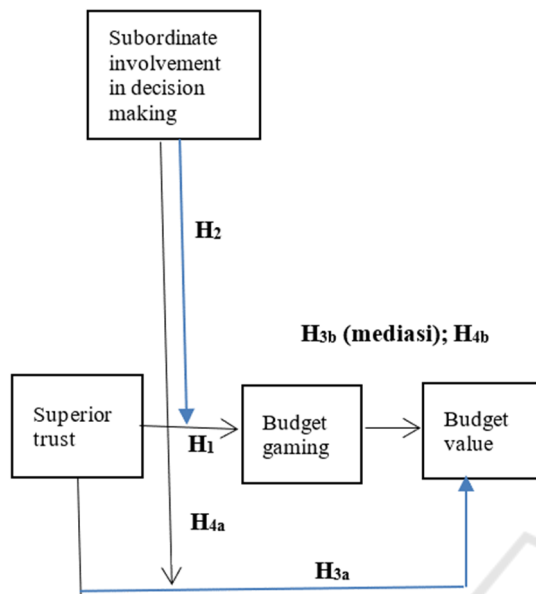 Subordinate
involvement
in decision
making
H2
H3b (mediasi); H4b
Superior
trust
H1
Budget
gaming
Budget
value
H4a
H3a